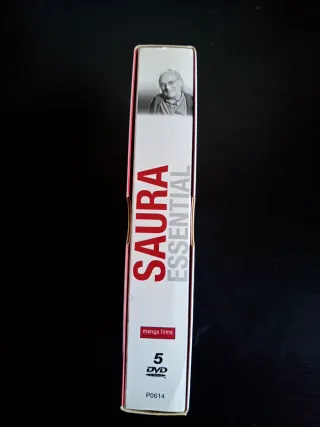 SAURA
ESSENTIAL
manga films
5
DVD
P0614